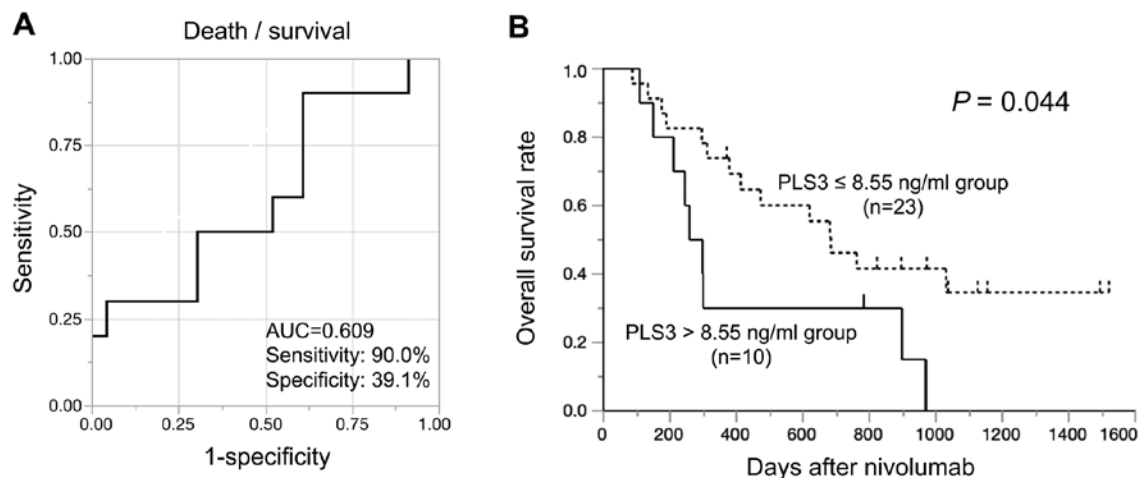 A
Death / survival
1.00
0.75
0.50
0.25
0.00
Sensitivity
AUC=0.609
Sensitivity: 90.0%
Specificity: 39.1%
0.00 0.25 0.50 0.75 1.00
1-specificity
B
1.0
0.8
0.6
0.4
0.2
0.0
Overall survival rate
P = 0.044
PLS3 ≤ 8.55 ng/ml group
(n=23)
PLS3 > 8.55 ng/ml group
(n=10)
0 200 400 600 800 1000 1200 1400 1600
Days after nivolumab